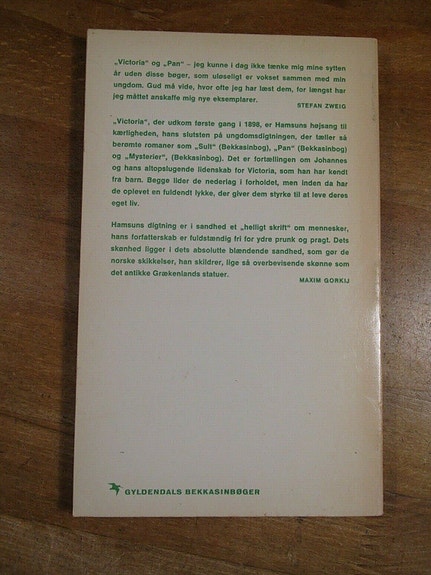 „Victoria“ og „Pan“ – jeg kunne i dag ikke tænke mig mine sytten
år uden disse bøger, som uløseligt er vokset sammen med min
ungdom. Gud må vide, hvor ofte jeg har læst dem, for længst har
jeg måttet anskaffe mig nye eksemplarer.
STEFAN ZWEIG
„Victoria“, der udkom første gang i 1898, er Hamsuns højsang til
kærligheden, hans slutsten på ungdomsdigtningen, der tæller så
berømte romaner som „Sult“ (Bekkasinbog), „Pan“ (Bekkasinbog)
og „Mysterier“, (Bekkasinbog). Det er fortællingen om Johannes
og hans altopslugende lidenskab for Victoria, som han har kendt
fra barn. Begge lider de nederlag i forholdet, men inden da har
de oplevet en fuldendt lykke, der giver dem styrke til at leve deres
eget liv.
Hamsuns digtning er i sandhed et „helligt skrift“ om mennesker,
hans forfatterskab er fuldstændig fri for ydre prunk og pragt. Dets
skønhed ligger i dets absolutte blændende sandhed, som gør de
norske skikkelser, han skildrer, lige så overbevisende skønne som
det antikke Grækenlands statuer.
MAXIM GORKIJ
GYLDENDALS BEKKASINBØGER